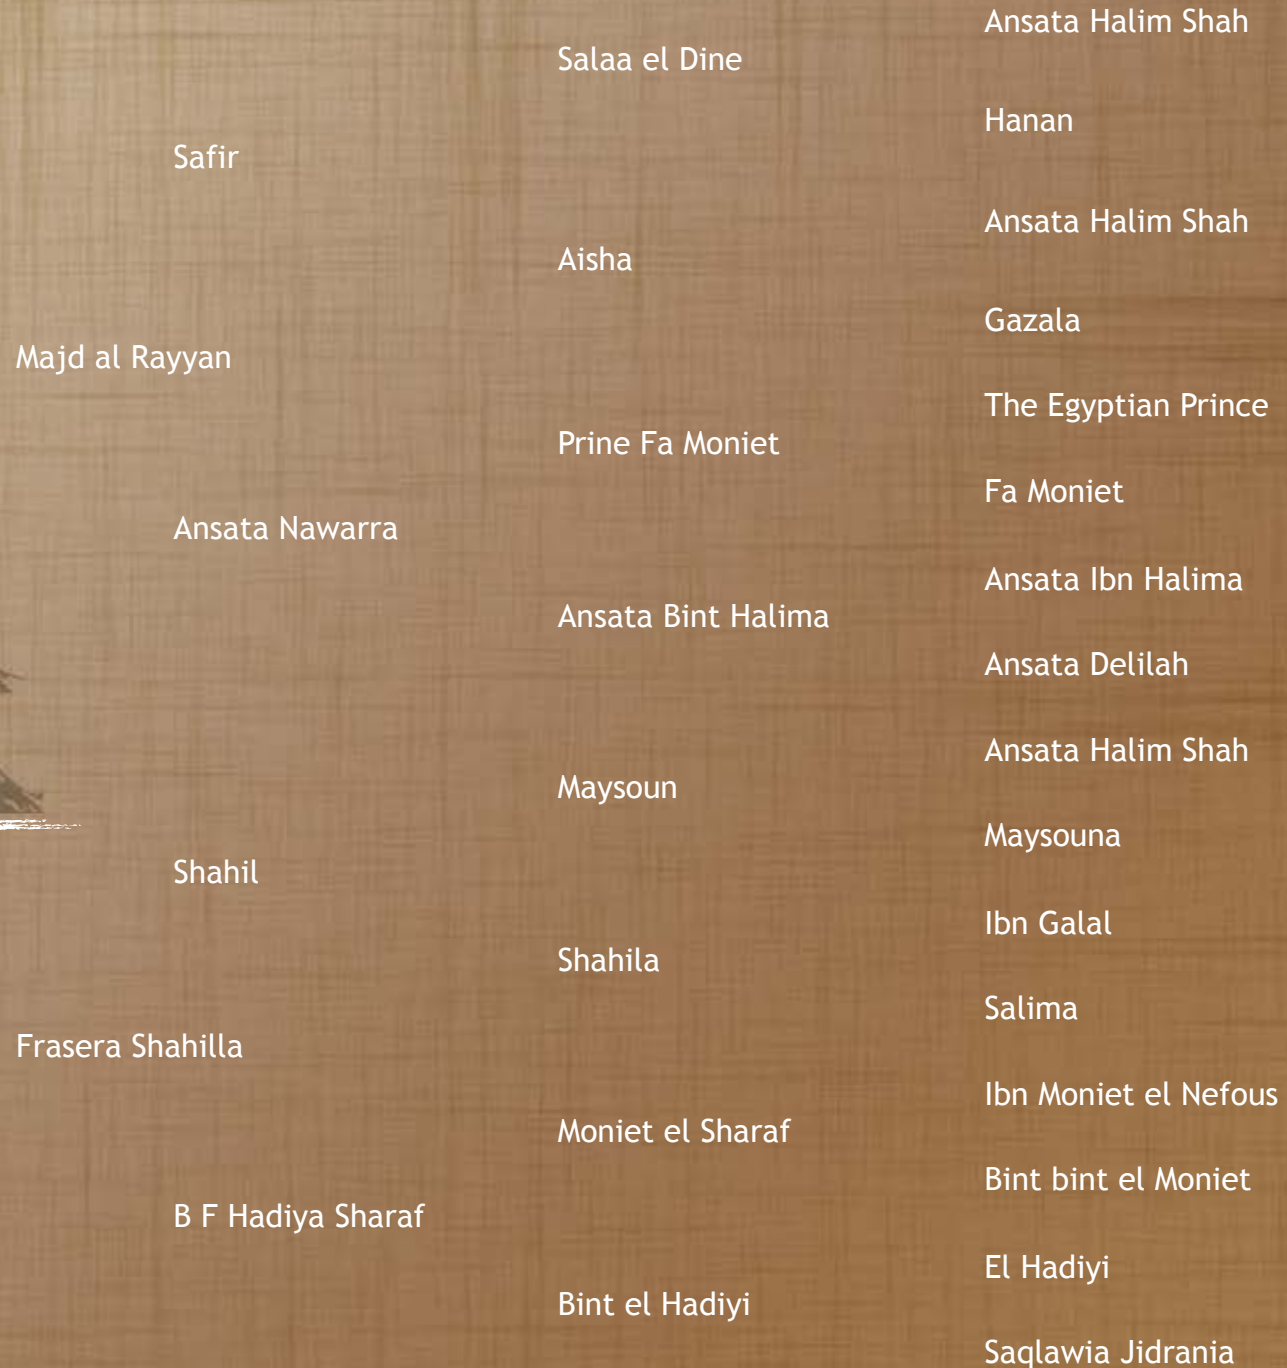 Ansata Halim Shah
Salaa el Dine
Hanan
Safir
Ansata Halim Shah
Aisha
Gazala
Majd al Rayyan
The Egyptian Prince
Prine Fa Moniet
Fa Moniet
Ansata Nawarra
Ansata Ibn Halima
Ansata Bint Halima
Ansata Delilah
Ansata Halim Shah
Maysoun
Maysouna
Shahil
Ibn Galal
Shahila
Salima
Frasera Shahilla
Ibn Moniet el Nefous
Moniet el Sharaf
Bint bint el Moniet
B F Hadiya Sharaf
El Hadiyi
Bint el Hadiyi
Saqlawia Jidrania